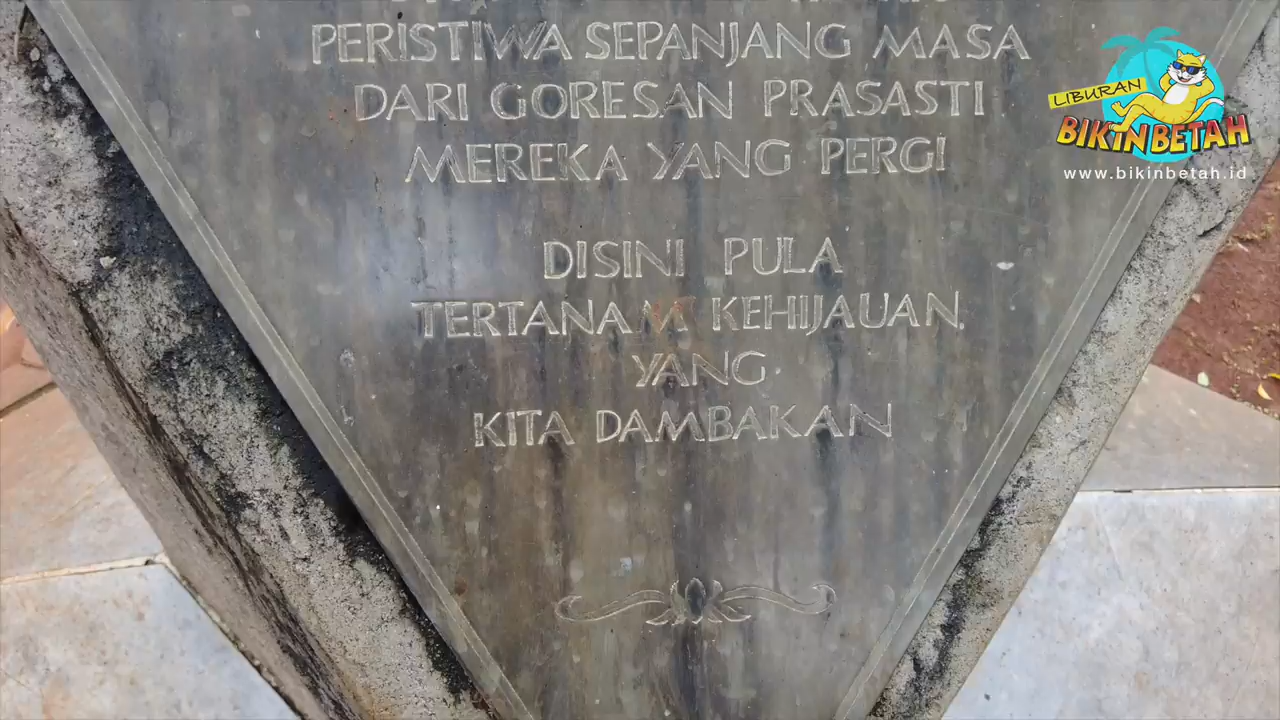 PERISTIWA SEPANJANG MASA
DARI GORESAN PRASASTI
MEREKA YANG PERGI
DISINI PULA
TERTANAM KEHIJAUAN
YANG
KITA DAMBAKAN
LIBURAN
BIKINBETAH
www.bikinbetah.id